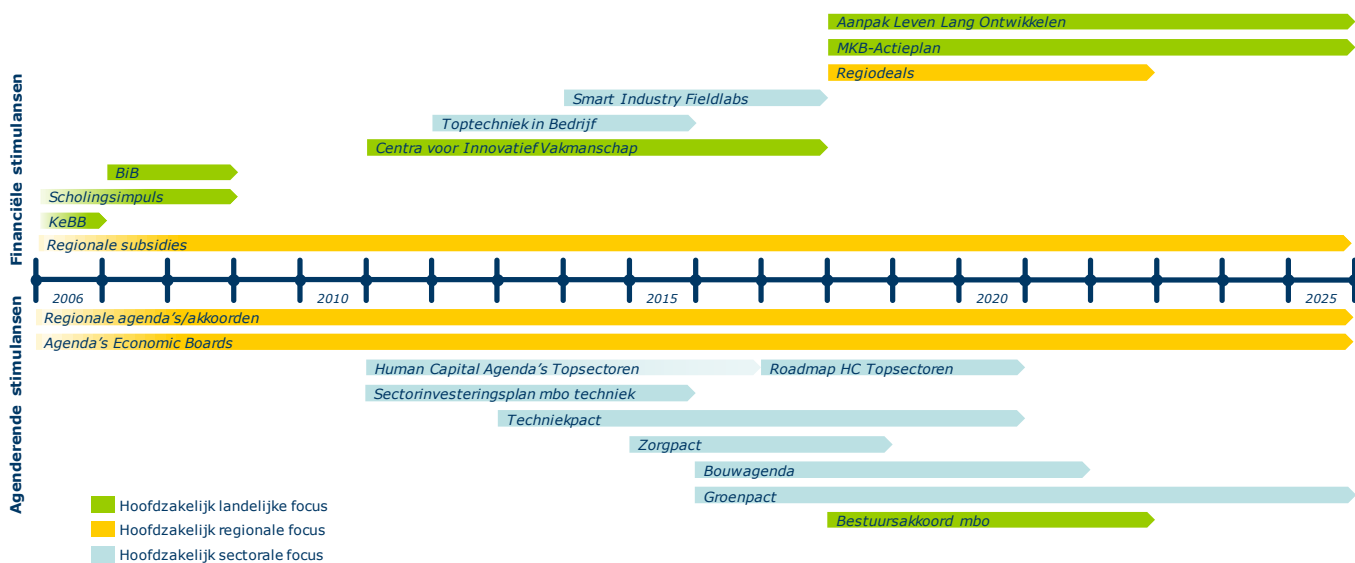 Financiële stimulansen
Aanpak Leven Lang Ontwikkelen
MKB-Actieplan
Regiodeals
Smart Industry Fieldlabs
Toptechniek in Bedrijf
Centra voor Innovatief Vakmanschap
BiB
Scholingsimpuls
KeBB
Regionale subsidies
2006 2010 2015 2020 2025
Agenderende stimulansen
Regionale agenda's/akkoorden
Agenda's Economic Boards
Human Capital Agenda's Topsectoren Roadmap HC Topsectoren
Sectorinvesteringsplan mbo techniek
Techniekpact
Zorgpact
Bouwagenda
Groenpact
Bestuursakkoord mbo
Hoofdzakelijk landelijke focus
Hoofdzakelijk regionale focus
Hoofdzakelijk sectorale focus